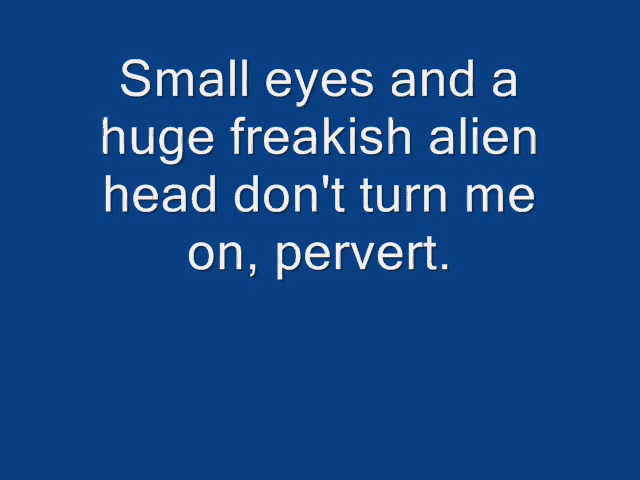 Small eyes and a
huge freakish alien
head don't turn me
on, pervert.